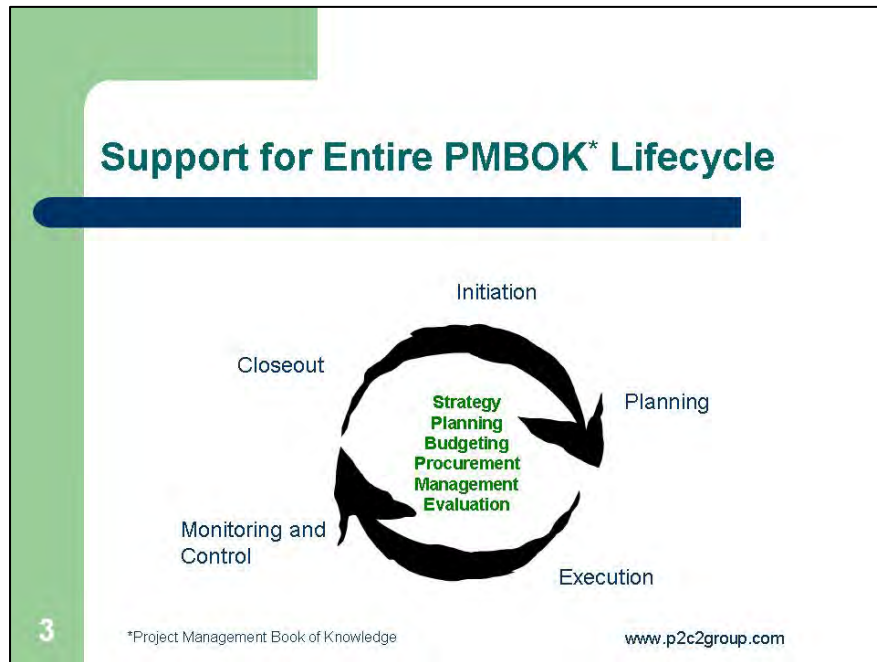 Support for Entire PMBOK* Lifecycle
Initiation
Closeout
Planning
Strategy
Planning
Budgeting
Procurement
Management
Evaluation
Monitoring and
Control
Execution
3
*Project Management Book of Knowledge
www.p2c2group.com